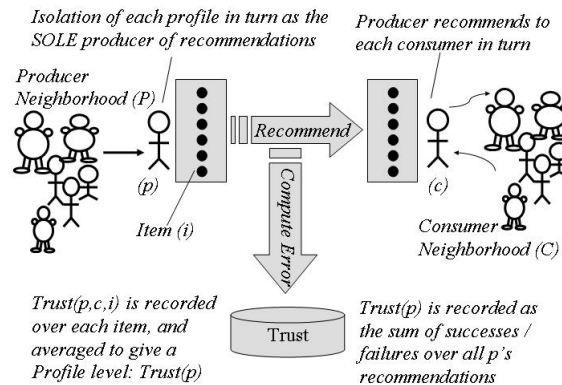 Isolation of each profile in turn as the
SOLE producer of recommendations
Producer recommends to
each consumer in turn
Producer
Neighborhood (P)
Recommend
(p)
(c)
Item (i)
Compute Error
Consumer
Neighborhood (C)
Trust(p,c,i) is recorded
over each item, and
averaged to give a
Profile level: Trust(p)
Trust
Trust(p) is recorded as
the sum of successes /
failures over all p's
recommendations